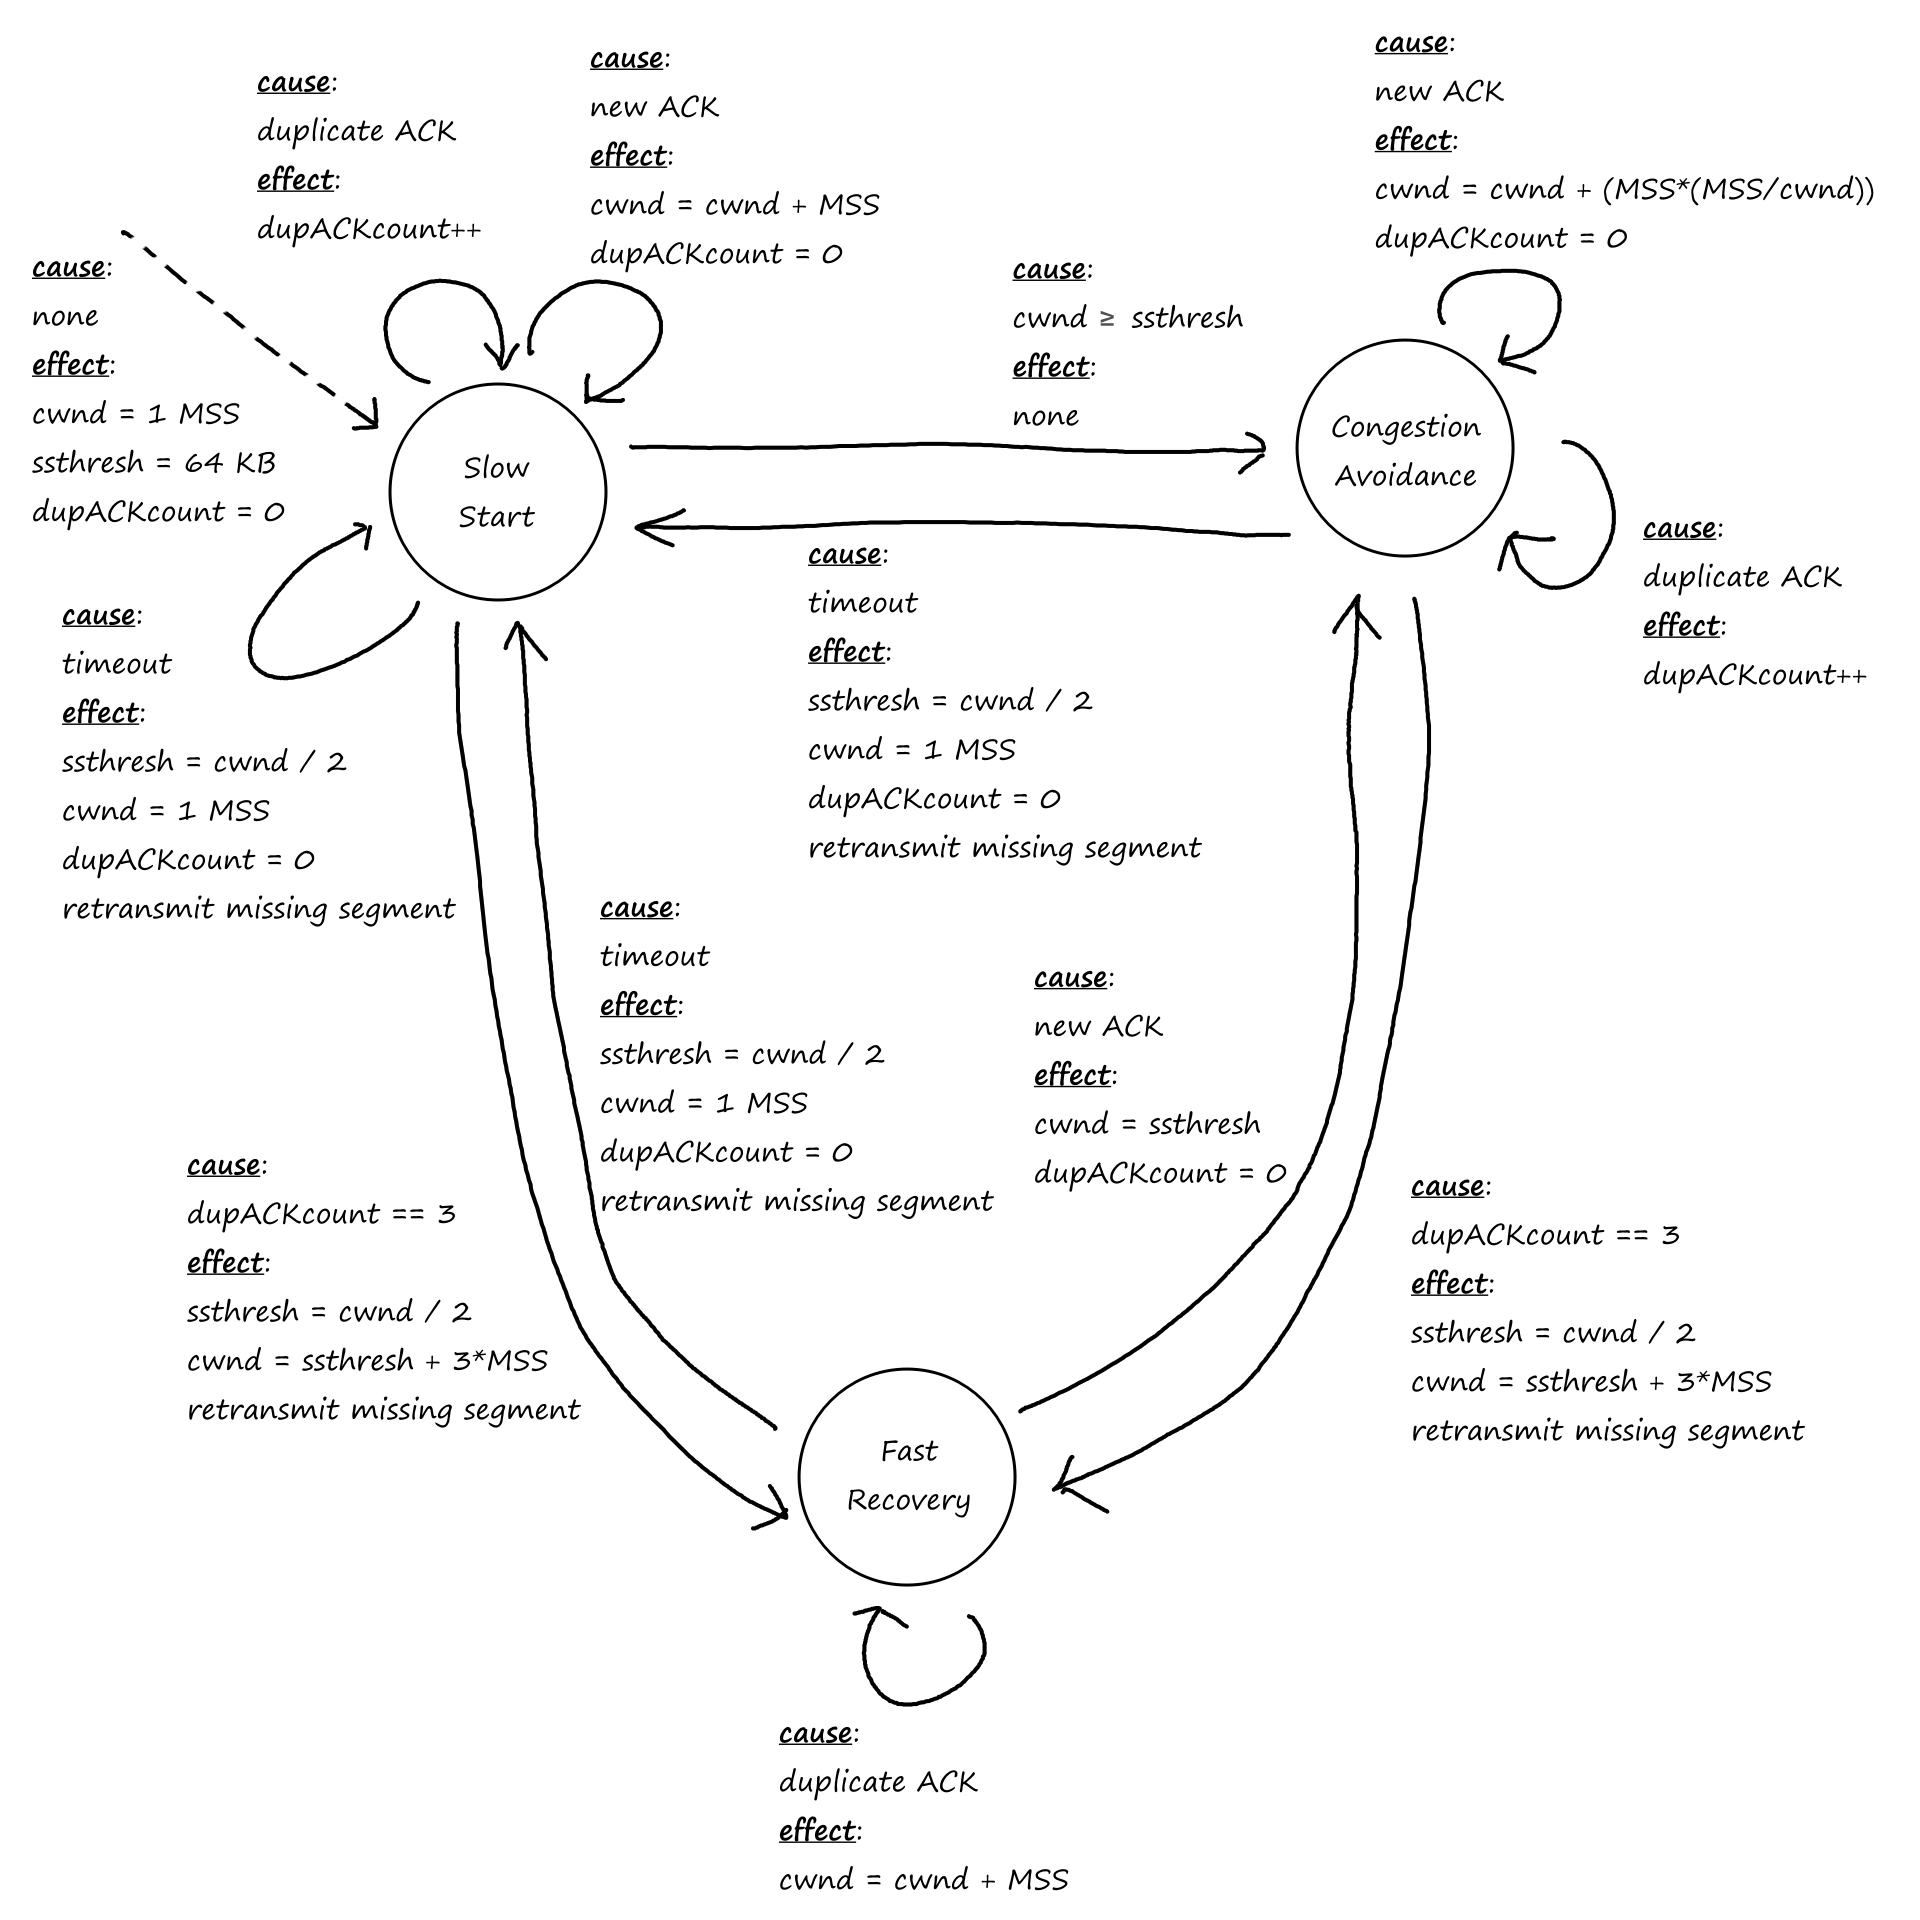 cause:
duplicate ACK
effect:
dupACKcount++
cause:
new ACK
effect:
cwnd = cwnd + MSS
dupACKcount = 0
cause:
new ACK
effect:
cwnd = cwnd + (MSS*(MSS/cwnd))
dupACKcount = 0
cause:
none
effect:
cwnd = 1 MSS
ssthresh = 64 KB
dupACKcount = 0
cause:
cwnd ≥ ssthresh
effect:
none
Slow
Start
Congestion
Avoidance
cause:
duplicate ACK
effect:
dupACKcount++
cause:
timeout
effect:
ssthresh = cwnd / 2
cwnd = 1 MSS
dupACKcount = 0
retransmit missing segment
cause:
timeout
effect:
ssthresh = cwnd / 2
cwnd = 1 MSS
dupACKcount = 0
retransmit missing segment
cause:
timeout
effect:
ssthresh = cwnd / 2
cwnd = 1 MSS
dupACKcount = 0
retransmit missing segment
cause:
new ACK
effect:
cwnd = ssthresh
dupACKcount = 0
cause:
dupACKcount == 3
effect:
ssthresh = cwnd / 2
cwnd = ssthresh + 3*MSS
retransmit missing segment
cause:
dupACKcount == 3
effect:
ssthresh = cwnd / 2
cwnd = ssthresh + 3*MSS
retransmit missing segment
Fast
Recovery
cause:
duplicate ACK
effect:
cwnd = cwnd + MSS